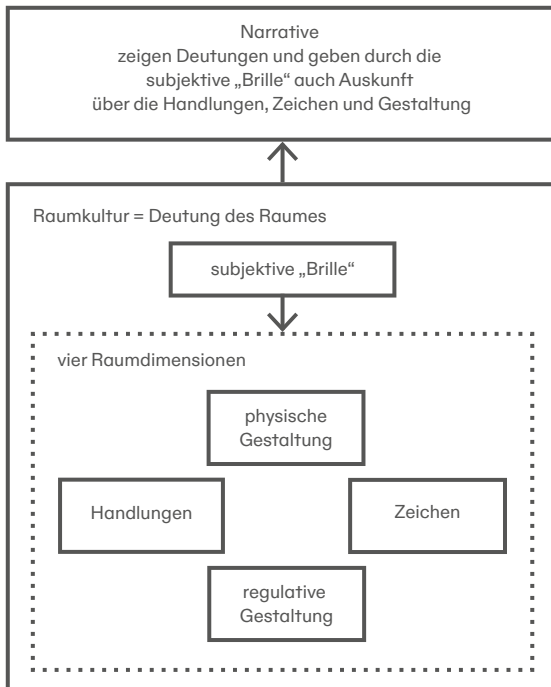 Narrative
zeigen Deutungen und geben durch die
subjektive „Brille“ auch Auskunft
über die Handlungen, Zeichen und Gestaltung
Raumkultur = Deutung des Raumes
subjektive „Brille“
vier Raumdimensionen
physische
Gestaltung
Handlungen
Zeichen
regulative
Gestaltung